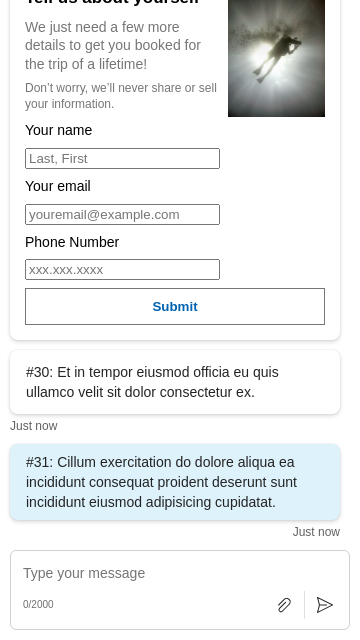 Tell us about yourself
We just need a few more
details to get you booked for
the trip of a lifetime!
Don't worry, we'll never share or sell
your information.
Your name
Last, First
Your email
youremail@example.com
Phone Number
xxx.xxx.xxxx
Submit
#30: Et in tempor eiusmod officia eu quis
ullamco velit sit dolor consectetur ex.
Just now
#31: Cillum exercitation do dolore aliqua ea
incididunt consequat proident deserunt sunt
incididunt eiusmod adipisicing cupidatat.
Just now
Type your message
0/2000